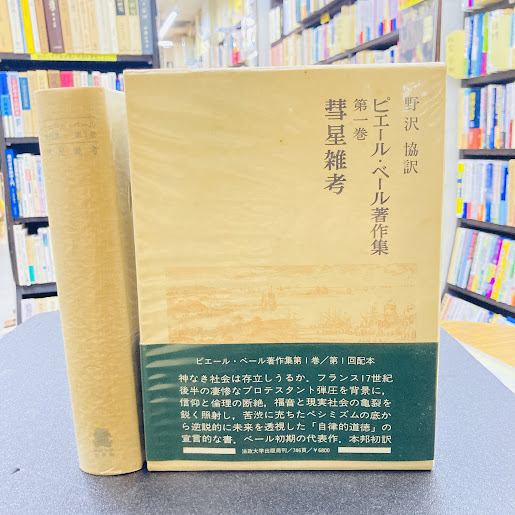 野沢 協訳
ピエール・ベール著作集
第一巻
彗星雑考
ピエール・ベール著作集第1巻/第1回配本
神なき社会は存立しうるか。フランス17世紀
後半の凄惨なプロテスタント弾圧を背景に、
信仰と倫理の断絶、福音と現実社会の亀裂を
鋭く照射し、苦渋に充ちたペシミズムの底か
ら逆説的に未来を透視した「自律的道徳」の
宣言的な書。ベール初期の代表作。本邦初訳
法政大学出版局刊/746頁/￥6800